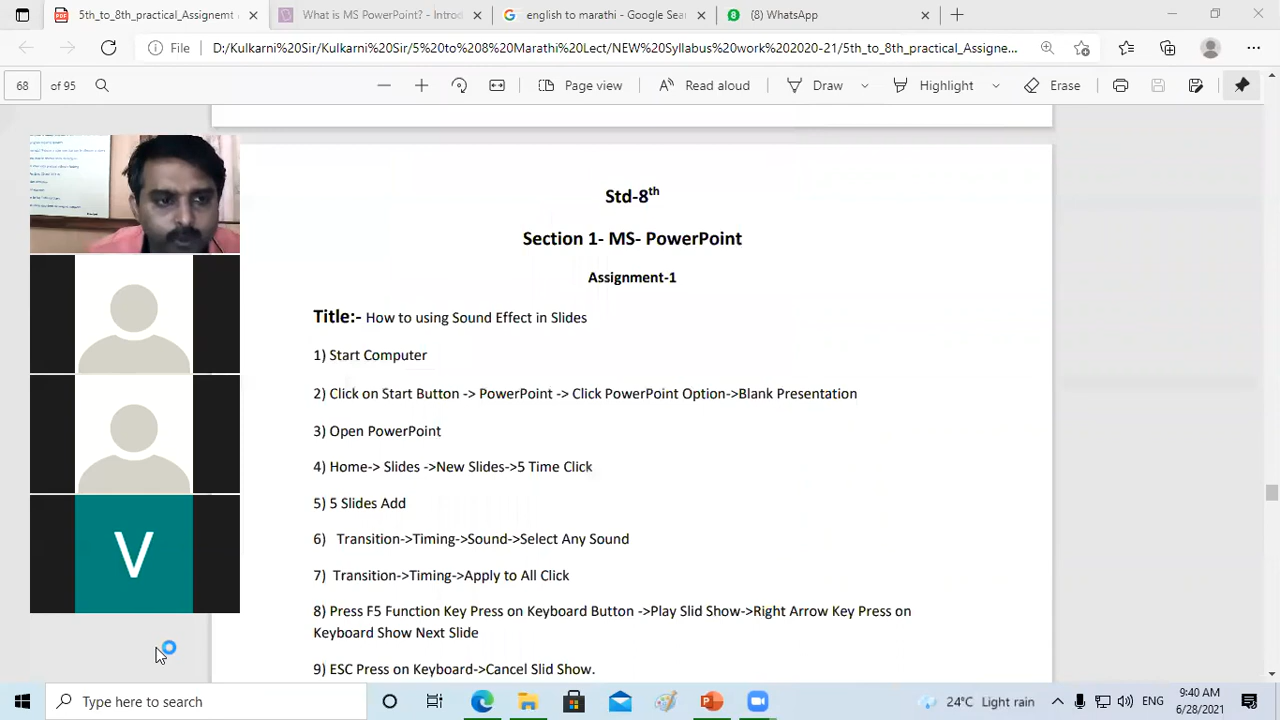 5th_to_8th_practical_Assigneme
What is MS PowerPoint? - Introd
english to marathi - Google Sear
(8) WhatsApp
File
D:/Kulkarni%20Sir/Kulkarni%20Sir/5%20to%208%20Marathi%20Lect/NEW%20Syllabus%20work%202020-21/5th_to_8th_practical_Assigne...
68 of 95
Page view
Read aloud
Draw
Highlight
Erase
Std-8th
Section 1- MS- PowerPoint
Assignment-1
Title:- How to using Sound Effect in Slides
1) Start Computer
2) Click on Start Button -> PowerPoint -> Click PowerPoint Option->Blank Presentation
3) Open PowerPoint
4) Home-> Slides ->New Slides->5 Time Click
5) 5 Slides Add
6) Transition->Timing->Sound->Select Any Sound
7) Transition->Timing->Apply to All Click
8) Press F5 Function Key Press on Keyboard Button ->Play Slid Show->Right Arrow Key Press on
Keyboard Show Next Slide
9) ESC Press on Keyboard->Cancel Slid Show.
V
Type here to search
24°C Light rain
ENG
9:40 AM
6/28/2021